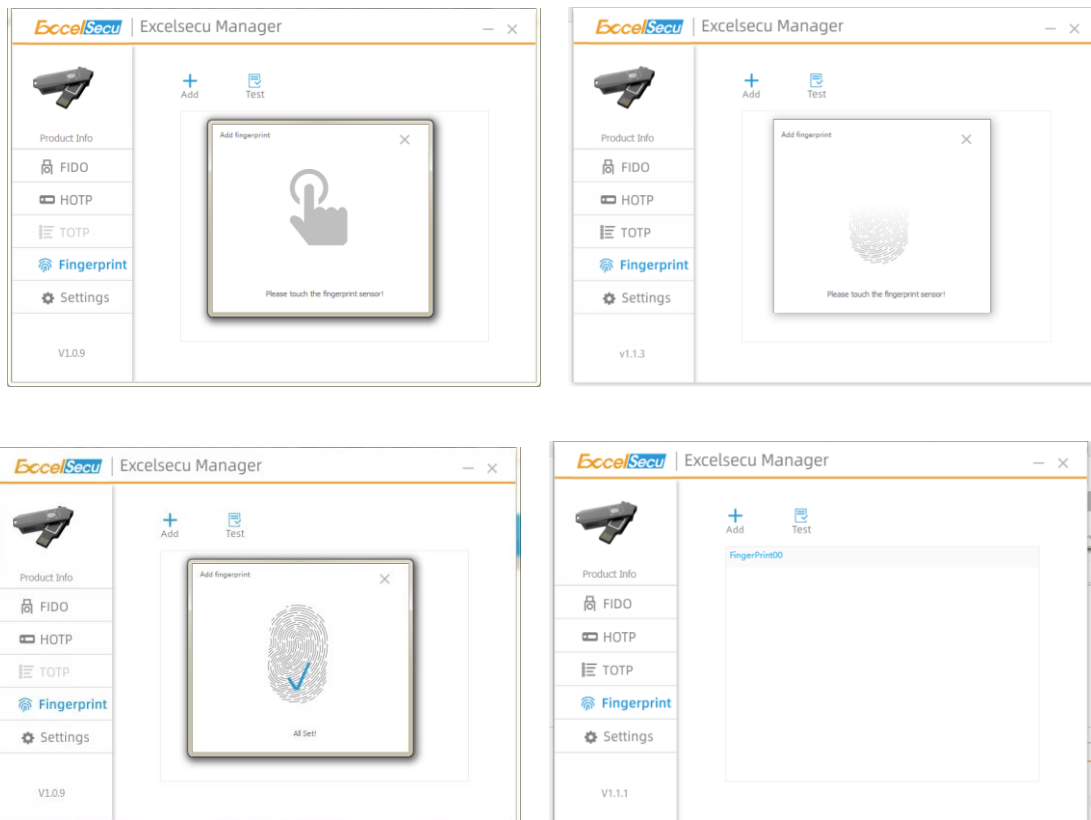 ExcelSecu | Excelsecu Manager
Add Test
Product Info
FIDO
HOTP
TOTP
Fingerprint
Settings
V1.0.9
Add fingerprint
Please touch the fingerprint sensor!
ExcelSecu | Excelsecu Manager
Add Test
Product Info
FIDO
HOTP
TOTP
Fingerprint
Settings
v1.1.3
Add fingerprint
Please touch the fingerprint sensor!
ExcelSecu | Excelsecu Manager
Add Test
Product Info
FIDO
HOTP
TOTP
Fingerprint
Settings
V1.0.9
Add fingerprint
All Set!
ExcelSecu | Excelsecu Manager
Add Test
Product Info
FIDO
HOTP
TOTP
Fingerprint
Settings
V1.1.1
FingerPrint00